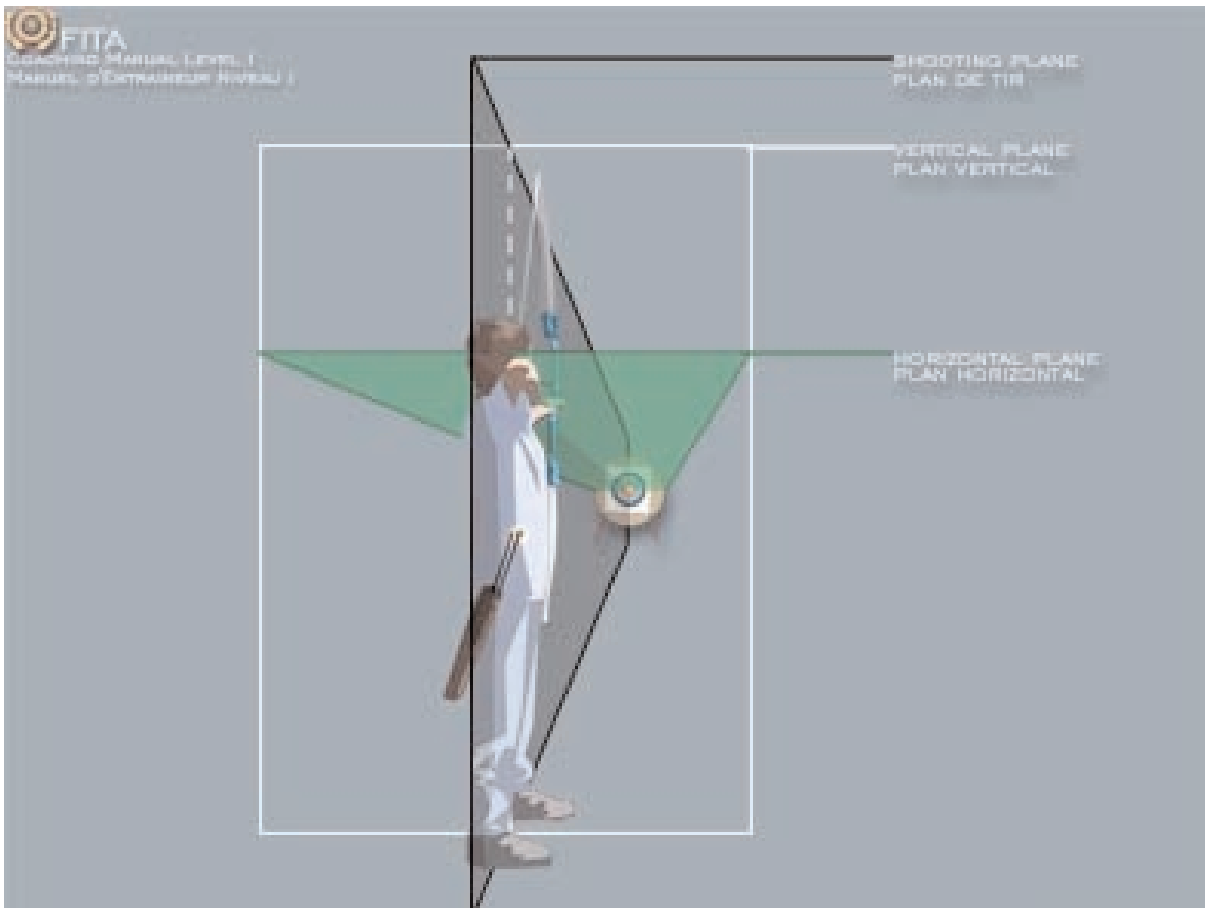 FITA
Coaching Manual Level I
Manuel d'Entraineur Niveau I
SHOOTING PLANE
PLAN DE TIR
VERTICAL PLANE
PLAN VERTICAL
HORIZONTAL PLANE
PLAN HORIZONTAL